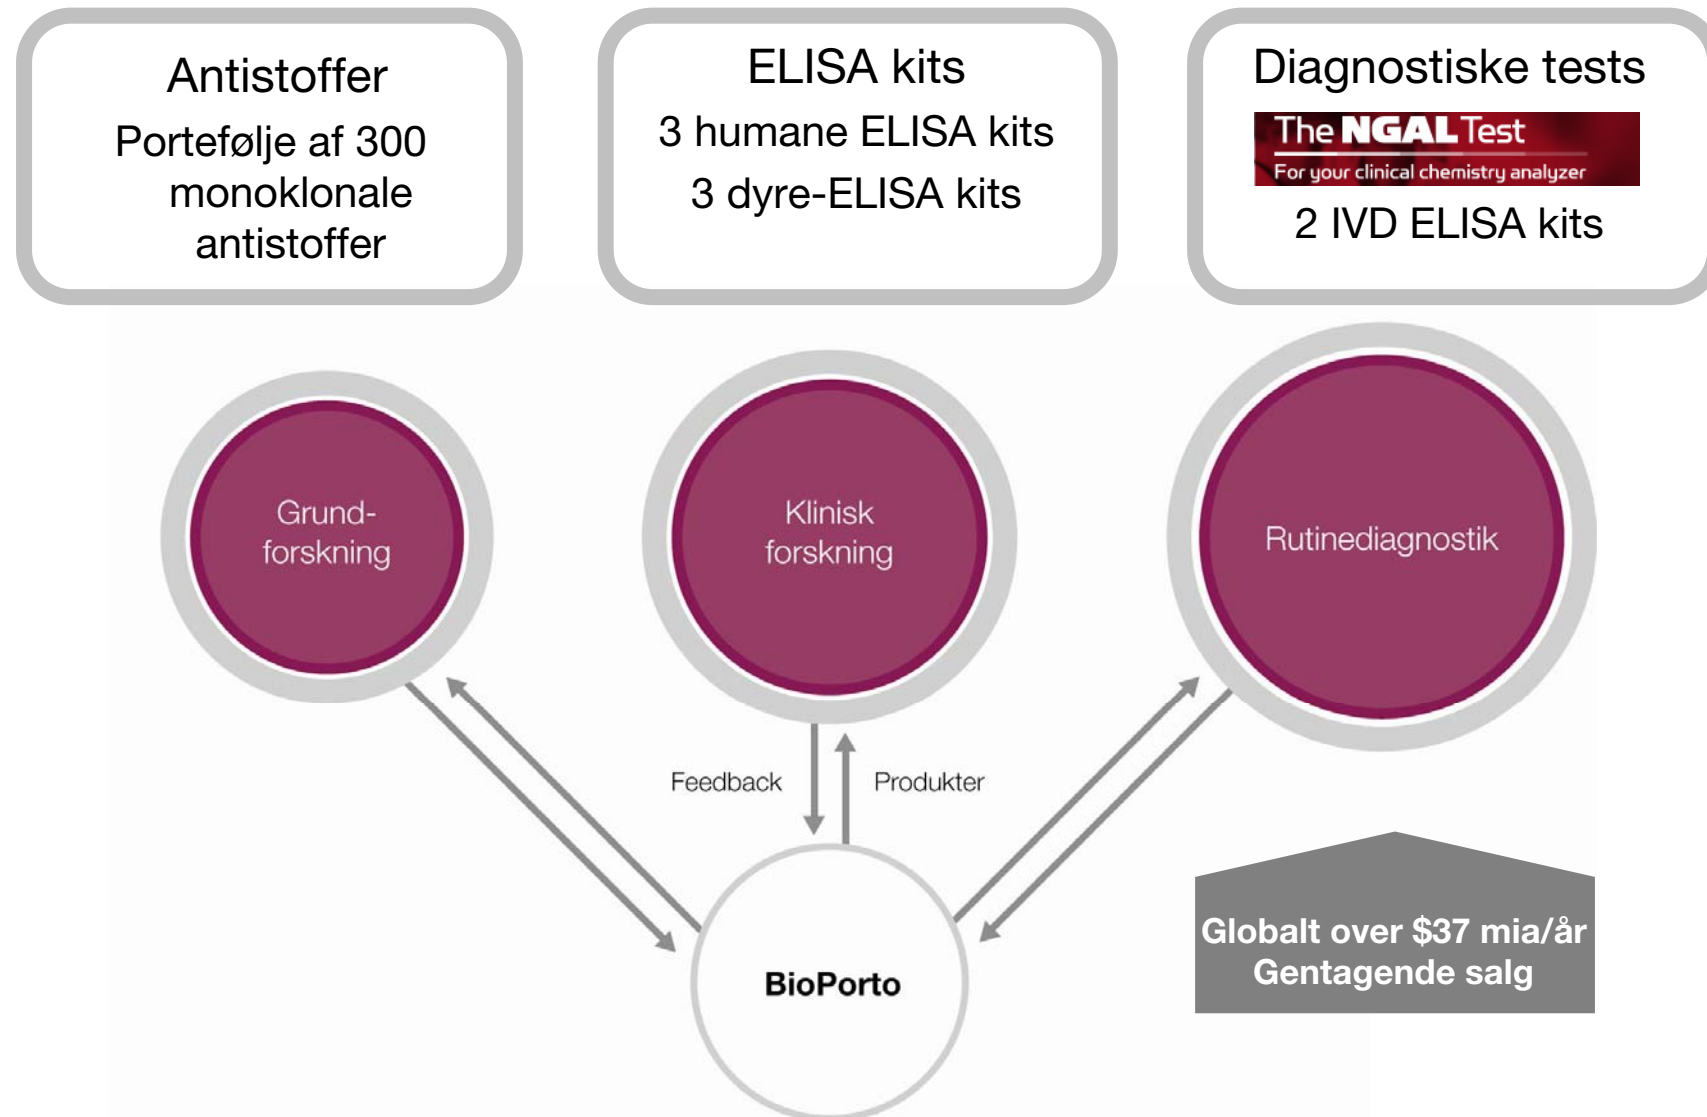 Antistoffer
Portefølje af 300
monoklonale
antistoffer
ELISA kits
3 humane ELISA kits
3 dyre-ELISA kits
Diagnostiske tests
The NGAL Test
For your clinical chemistry analyzer
2 IVD ELISA kits
Grund-
forskning
Klinisk
forskning
Rutinediagnostik
Feedback
Produkter
BioPorto
Globalt over $37 mia/år
Gentagende salg